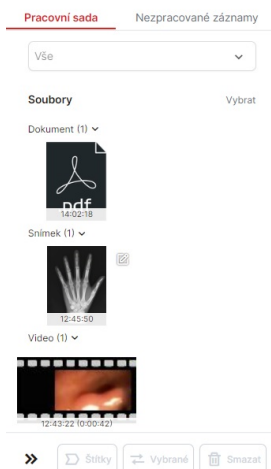 Pracovní sada Nezpracované záznamy
Vše
Soubory Vybrat
Dokument (1)
pdf
14:02:18
Snímek (1)
12:45:50
Video (1)
12:43:22 (0:00:42)
Štítky Vybrané Smazat